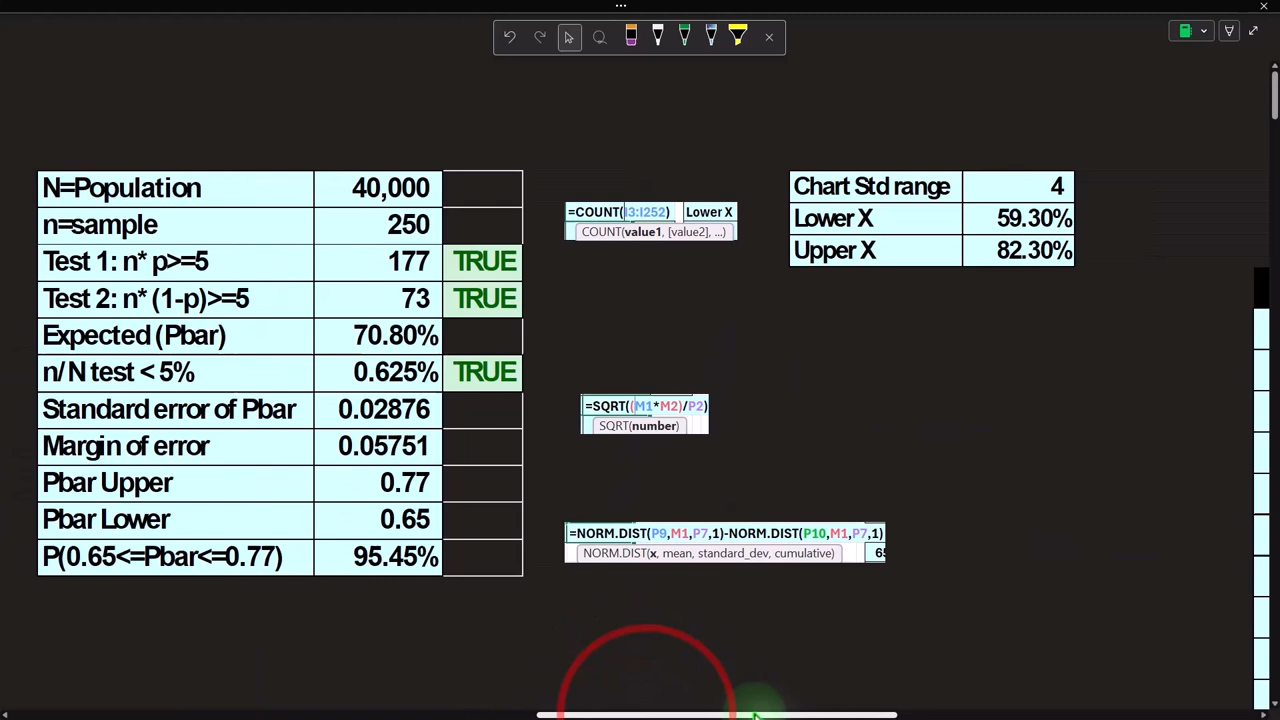 N=Population 40,000
n=sample 250
Test 1: n* p>=5 177 TRUE
Test 2: n* (1-p)>=5 73 TRUE
Expected (Pbar) 70.80%
n/ N test < 5% 0.625% TRUE
Standard error of Pbar 0.02876
Margin of error 0.05751
Pbar Upper 0.77
Pbar Lower 0.65
P(0.65<=Pbar<=0.77) 95.45%
=COUNT(I3:I252) Lower X
COUNT(value1, [value2], ...)
=SQRT((M1*M2)/P2)
SQRT(number)
=NORM.DIST(P9,M1,P7,1)-NORM.DIST(P10,M1,P7,1)
NORM.DIST(x, mean, standard_dev, cumulative)
Chart Std range 4
Lower X 59.30%
Upper X 82.30%